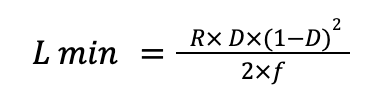 L min = R× D×(1−D)² / 2×f